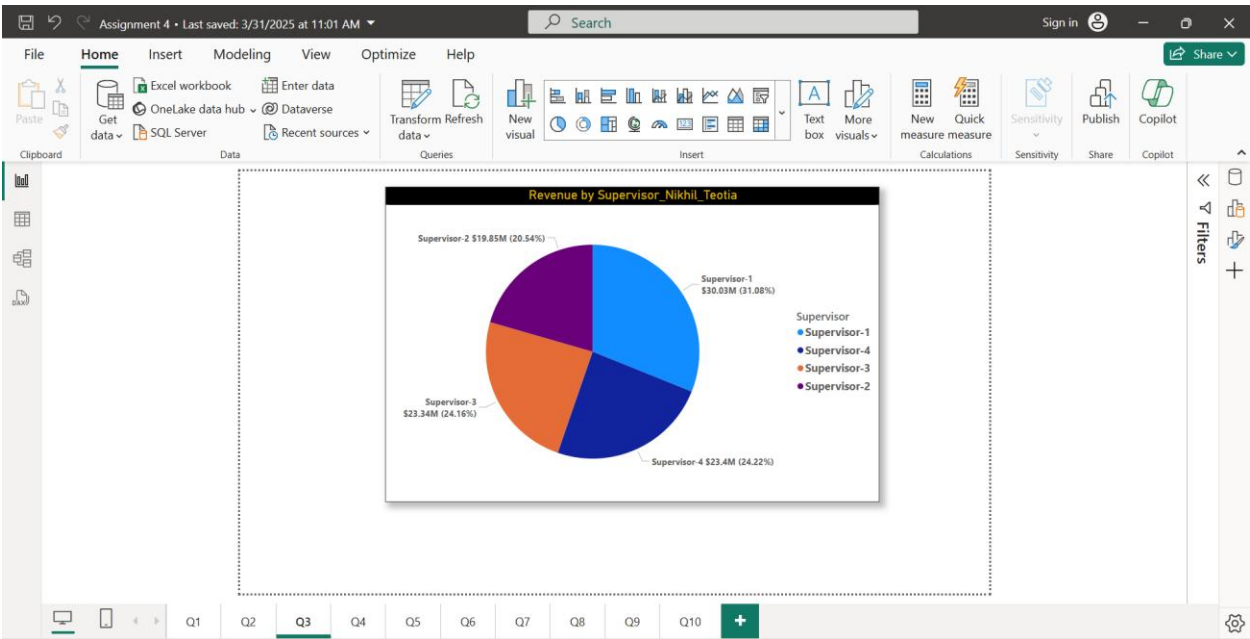 Assignment 4 • Last saved: 3/31/2025 at 11:01 AM
Search
Sign in
File Home Insert Modeling View Optimize Help
Share
Paste
Clipboard
Get data
Excel workbook
OneLake data hub
SQL Server
Enter data
Dataverse
Recent sources
Data
Transform data
Refresh
Queries
New visual
Text box
More visuals
Insert
New measure
Quick measure
Calculations
Sensitivity
Sensitivity
Publish
Share
Copilot
Copilot
Filters
Revenue by Supervisor_Nikhil_Teotia
Supervisor-2 $19.85M (20.54%)
Supervisor-1
$30.03M (31.08%)
Supervisor-3
$23.34M (24.16%)
Supervisor-4 $23.4M (24.22%)
Supervisor
Supervisor-1
Supervisor-4
Supervisor-3
Supervisor-2
Q1 Q2 Q3 Q4 Q5 Q6 Q7 Q8 Q9 Q10